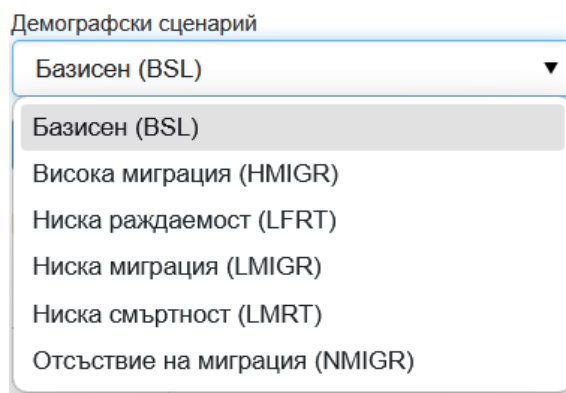 Демографски сценарий
Базисен (BSL)
Базисен (BSL)
Висока миграция (HMIGR)
Ниска раждаемост (LFRT)
Ниска миграция (LMIGR)
Ниска смъртност (LMRT)
Отсъствие на миграция (NMIGR)